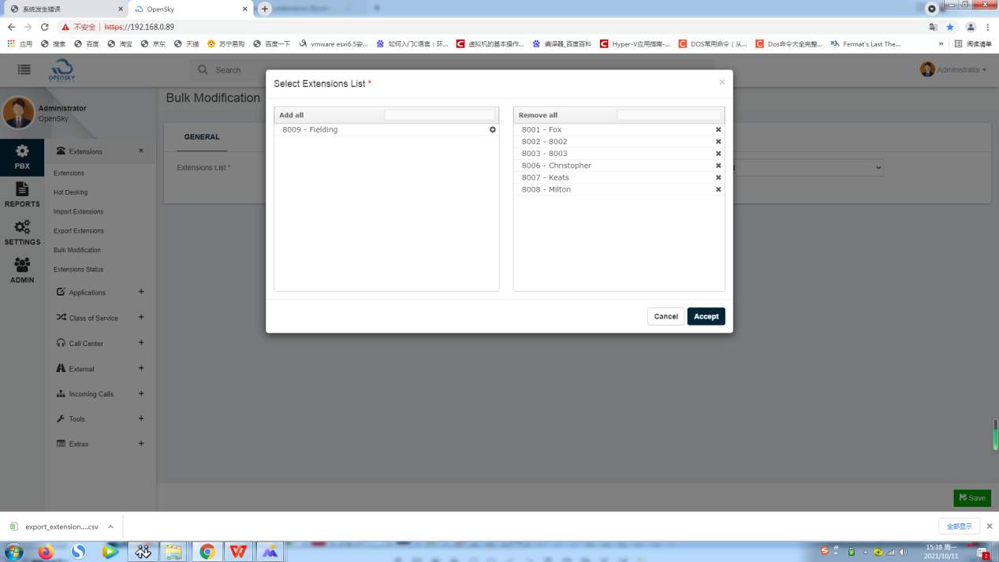 系统发生错误
OpenSky
不安全 https://192.168.0.89
应用 搜索 百度 淘宝 京东 天猫 苏宁易购 百度一下 vmware esxi6.5安... 如何入门C语言：环... 虚拟机的基本操作... 编译器_百度百科 Hyper-V应用指南-... DOS常用命令（从... Dos命令大全完整... Fermat's Last The... » 阅读清单
OPENSKY
Search
Administrator
Administrator
OpenSky
PBX
REPORTS
SETTINGS
ADMIN
Extensions
Extensions
Hot Desking
Import Extensions
Export Extensions
Bulk Modification
Extensions Status
Applications
Class of Service
Call Center
External
Incoming Calls
Tools
Extras
Bulk Modification
GENERAL
Extensions List *
Select Extensions List *
Add all
8009 - Fielding
Remove all
8001 - Fox
8002 - 8002
8003 - 8003
8006 - Christopher
8007 - Keats
8008 - Milton
Cancel
Accept
Save
export_extension....csv
全部显示
15:38 周一
2021/10/11
2